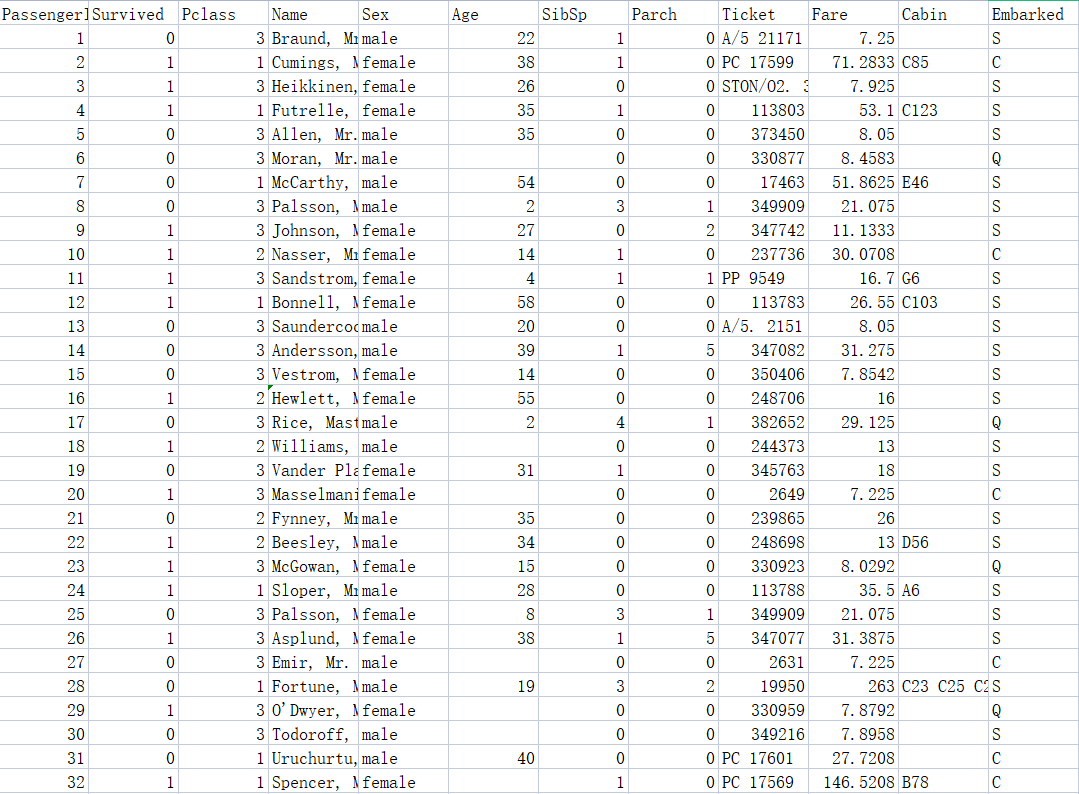 PassengerI Survived Pclass Name Sex Age SibSp Parch Ticket Fare Cabin Embarked
1 0 3 Braund, Mr male 22 1 0 A/5 21171 7.25 S
2 1 1 Cumings, M female 38 1 0 PC 17599 71.2833 C85 C
3 1 3 Heikkinen, female 26 0 0 STON/O2. 3 7.925 S
4 1 1 Futrelle, female 35 1 0 113803 53.1 C123 S
5 0 3 Allen, Mr. male 35 0 0 373450 8.05 S
6 0 3 Moran, Mr. male 0 0 330877 8.4583 Q
7 0 1 McCarthy, male 54 0 0 17463 51.8625 E46 S
8 0 3 Palsson, M male 2 3 1 349909 21.075 S
9 1 3 Johnson, M female 27 0 2 347742 11.1333 S
10 1 2 Nasser, Mr female 14 1 0 237736 30.0708 C
11 1 3 Sandstrom, female 4 1 1 PP 9549 16.7 G6 S
12 1 1 Bonnell, M female 58 0 0 113783 26.55 C103 S
13 0 3 Saundercoc male 20 0 0 A/5. 2151 8.05 S
14 0 3 Andersson, male 39 1 5 347082 31.275 S
15 0 3 Vestrom, M female 14 0 0 350406 7.8542 S
16 1 2 Hewlett, M female 55 0 0 248706 16 S
17 0 3 Rice, Mast male 2 4 1 382652 29.125 Q
18 1 2 Williams, male 0 0 244373 13 S
19 0 3 Vander Pla female 31 1 0 345763 18 S
20 1 3 Masselmani female 0 0 2649 7.225 C
21 0 2 Fynney, Mr male 35 0 0 239865 26 S
22 1 2 Beesley, M male 34 0 0 248698 13 D56 S
23 1 3 McGowan, M female 15 0 0 330923 8.0292 Q
24 1 1 Sloper, Mr male 28 0 0 113788 35.5 A6 S
25 0 3 Palsson, M female 8 3 1 349909 21.075 S
26 1 3 Asplund, M female 38 1 5 347077 31.3875 S
27 0 3 Emir, Mr. male 0 0 2631 7.225 C
28 0 1 Fortune, M male 19 3 2 19950 263 C23 C25 C2 S
29 1 3 O'Dwyer, M female 0 0 330959 7.8792 Q
30 0 3 Todoroff, male 0 0 349216 7.8958 S
31 0 1 Uruchurtu, male 40 0 0 PC 17601 27.7208 C
32 1 1 Spencer, M female 1 0 PC 17569 146.5208 B78 C